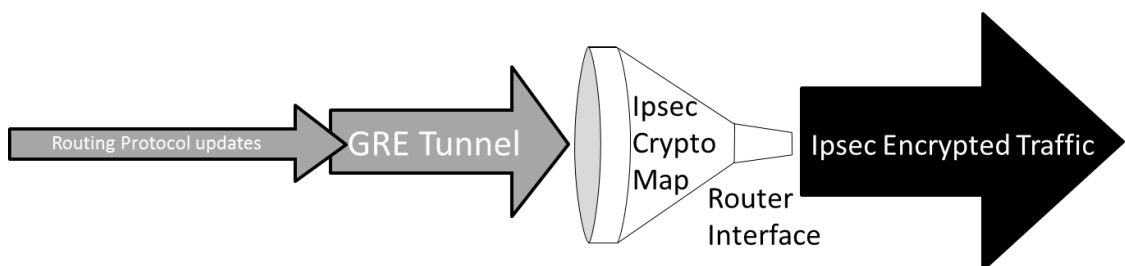 Routing Protocol updates
GRE Tunnel
Ipsec
Crypto
Map
Router
Interface
Ipsec Encrypted Traffic